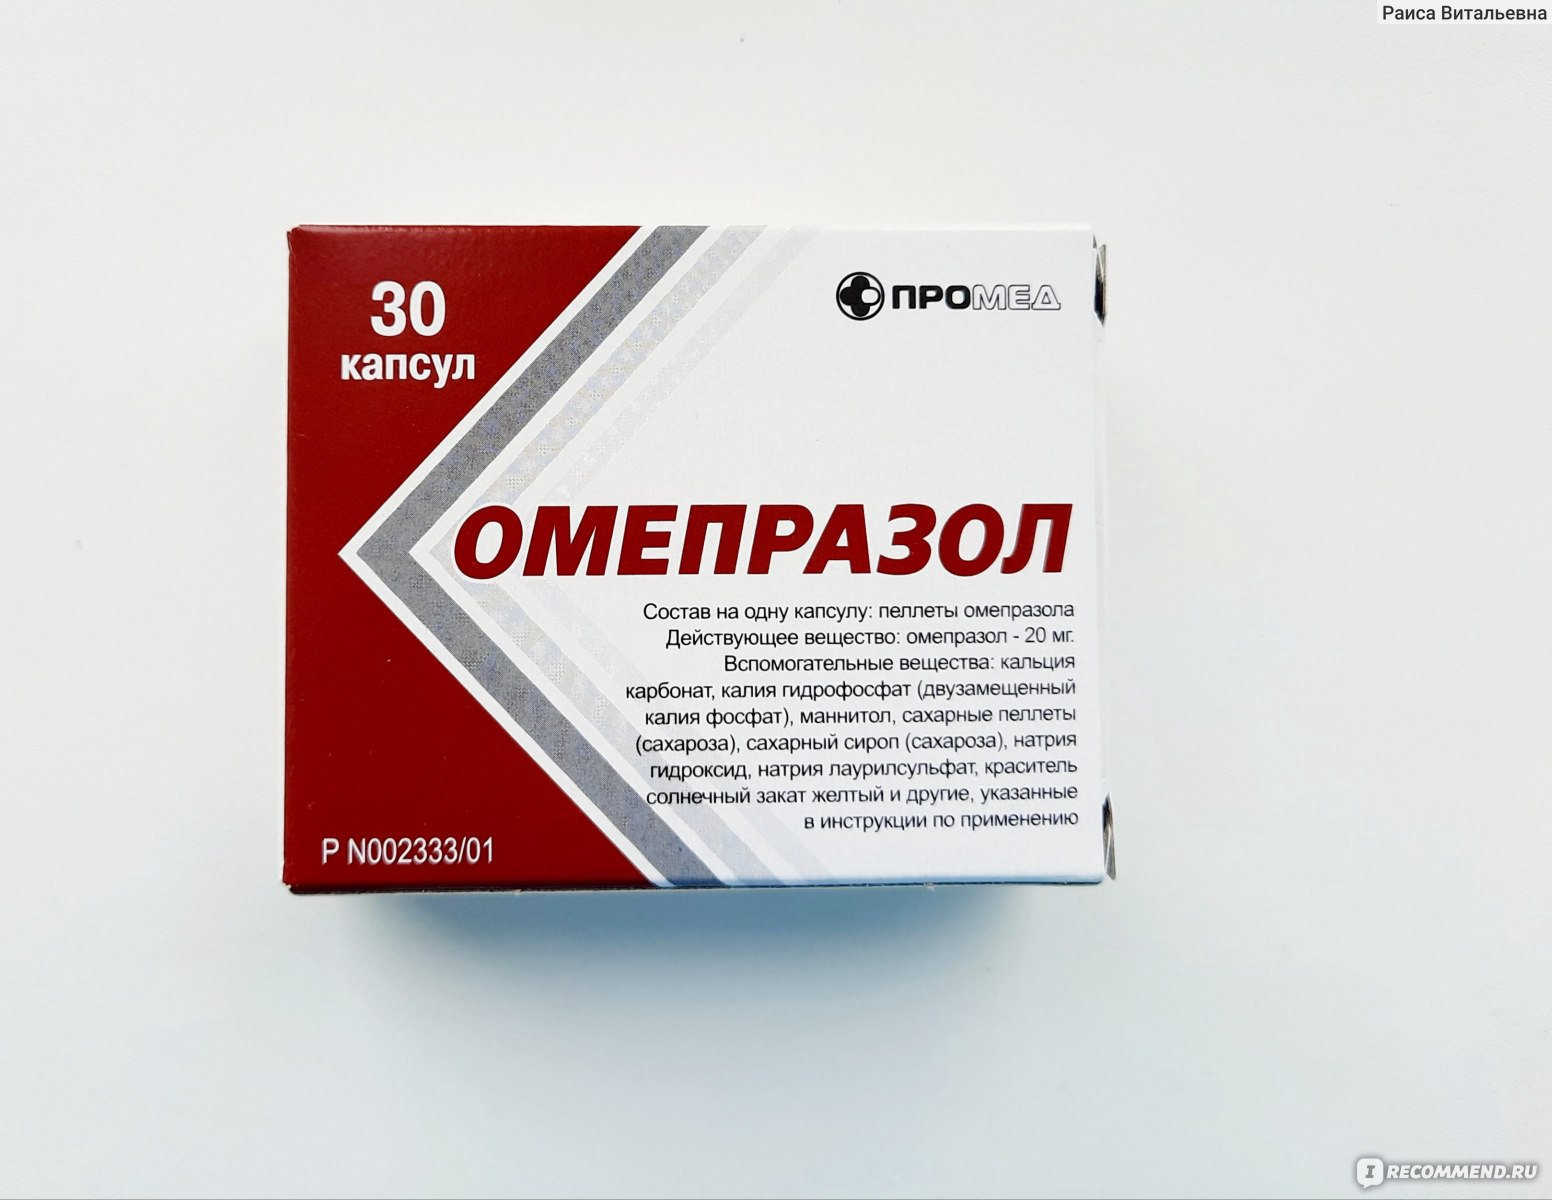 Раиса Витальевна
30
капсул
ПРОМЕД
ОМЕПРАЗОЛ
Состав на одну капсулу: пеллеты омепразола
Действующее вещество: омепразол - 20 мг.
Вспомогательные вещества: кальция
карбонат, калия гидрофосфат (двузамещенный
калия фосфат), маннитол, сахарные пеллеты
(сахароза), сахарный сироп (сахароза), натрия
гидроксид, натрия лаурилсульфат, краситель
солнечный закат желтый и другие, указанные
в инструкции по применению
Р N002333/01
IRECOMMEND.RU